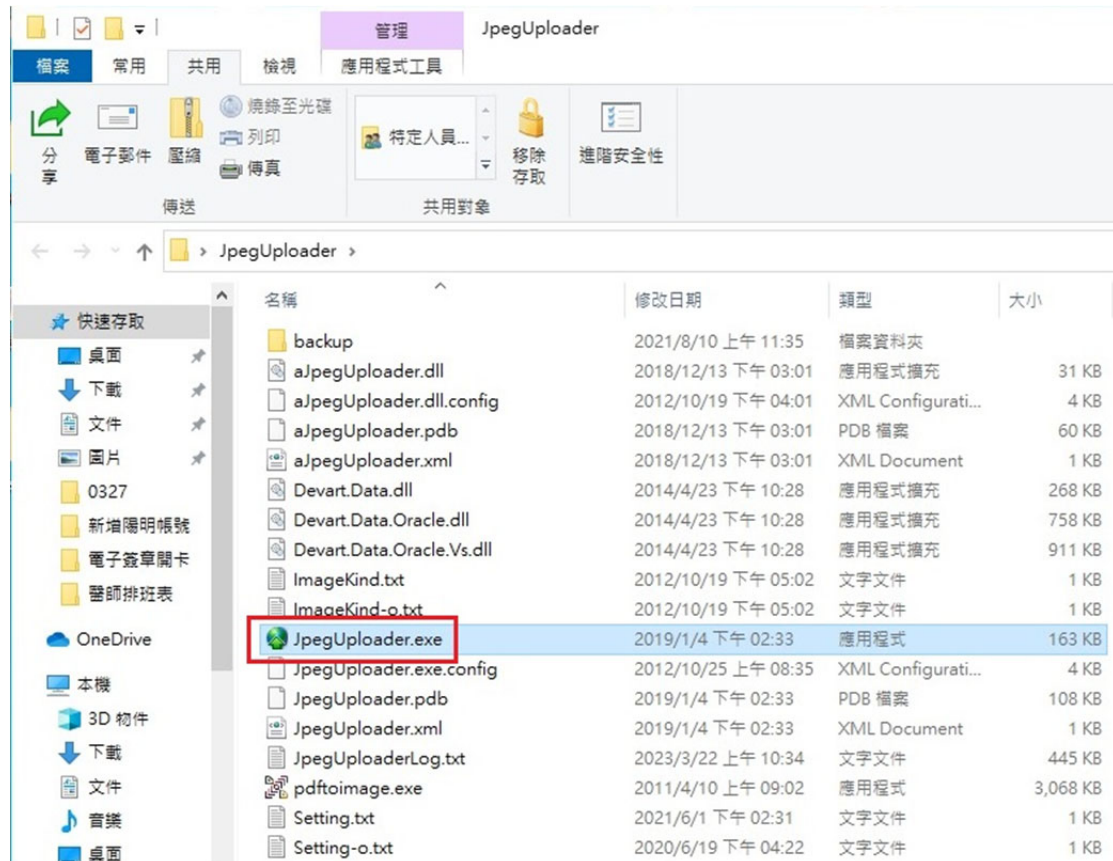 管理 JpegUploader
檔案 常用 共用 檢視 應用程式工具
分享 電子郵件 壓縮 燒錄至光碟 列印 傳真 特定人員... 移除存取 進階安全性
傳送 共用對象
JpegUploader
名稱 修改日期 類型 大小
快速存取
桌面
下載
文件
圖片
0327
新增陽明帳號
電子簽章開卡
醫師排班表
OneDrive
本機
3D 物件
下載
文件
音樂
桌面
backup 2021/8/10 上午 11:35 檔案資料夾
aJpegUploader.dll 2018/12/13 下午 03:01 應用程式擴充 31 KB
aJpegUploader.dll.config 2012/10/19 下午 04:01 XML Configurati... 4 KB
aJpegUploader.pdb 2018/12/13 下午 03:01 PDB 檔案 60 KB
aJpegUploader.xml 2018/12/13 下午 03:01 XML Document 1 KB
Devart.Data.dll 2014/4/23 下午 10:28 應用程式擴充 268 KB
Devart.Data.Oracle.dll 2014/4/23 下午 10:28 應用程式擴充 758 KB
Devart.Data.Oracle.Vs.dll 2014/4/23 下午 10:28 應用程式擴充 911 KB
ImageKind.txt 2012/10/19 下午 05:02 文字文件 1 KB
ImageKind-o.txt 2012/10/19 下午 05:02 文字文件 1 KB
JpegUploader.exe 2019/1/4 下午 02:33 應用程式 163 KB
JpegUploader.exe.config 2012/10/25 上午 08:35 XML Configurati... 4 KB
JpegUploader.pdb 2019/1/4 下午 02:33 PDB 檔案 108 KB
JpegUploader.xml 2019/1/4 下午 02:33 XML Document 1 KB
JpegUploaderLog.txt 2023/3/22 上午 10:34 文字文件 445 KB
pdftoimage.exe 2011/4/10 上午 09:02 應用程式 3,068 KB
Setting.txt 2021/6/1 下午 02:31 文字文件 1 KB
Setting-o.txt 2020/6/19 下午 04:22 文字文件 1 KB